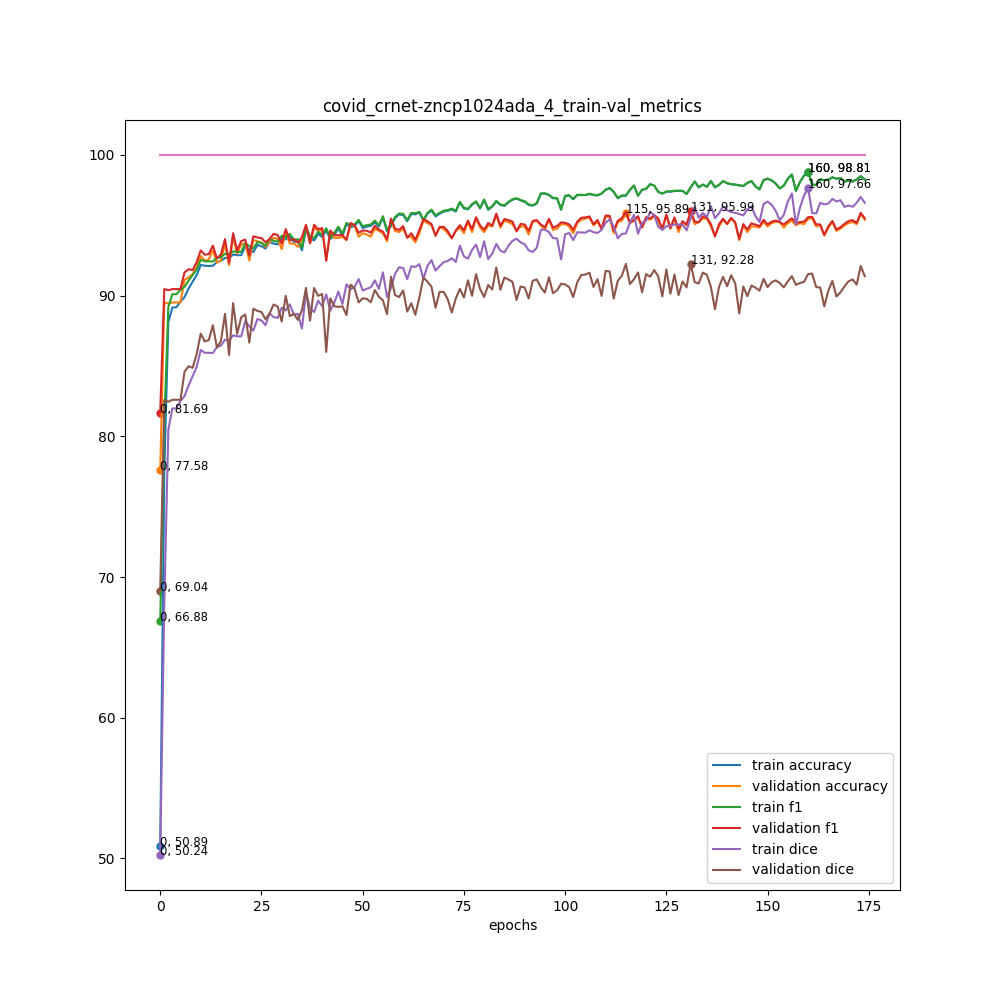 covid_crnet-zncp1024ada_4_train-val_metrics
100
90
80
70
60
50
160, 98.81
160, 97.66
115, 95.89
131, 95.99
131, 92.28
0, 81.69
0, 77.58
0, 69.04
0, 66.88
0, 50.89
0, 50.24
train accuracy
validation accuracy
train f1
validation f1
train dice
validation dice
0 25 50 75 100 125 150 175
epochs